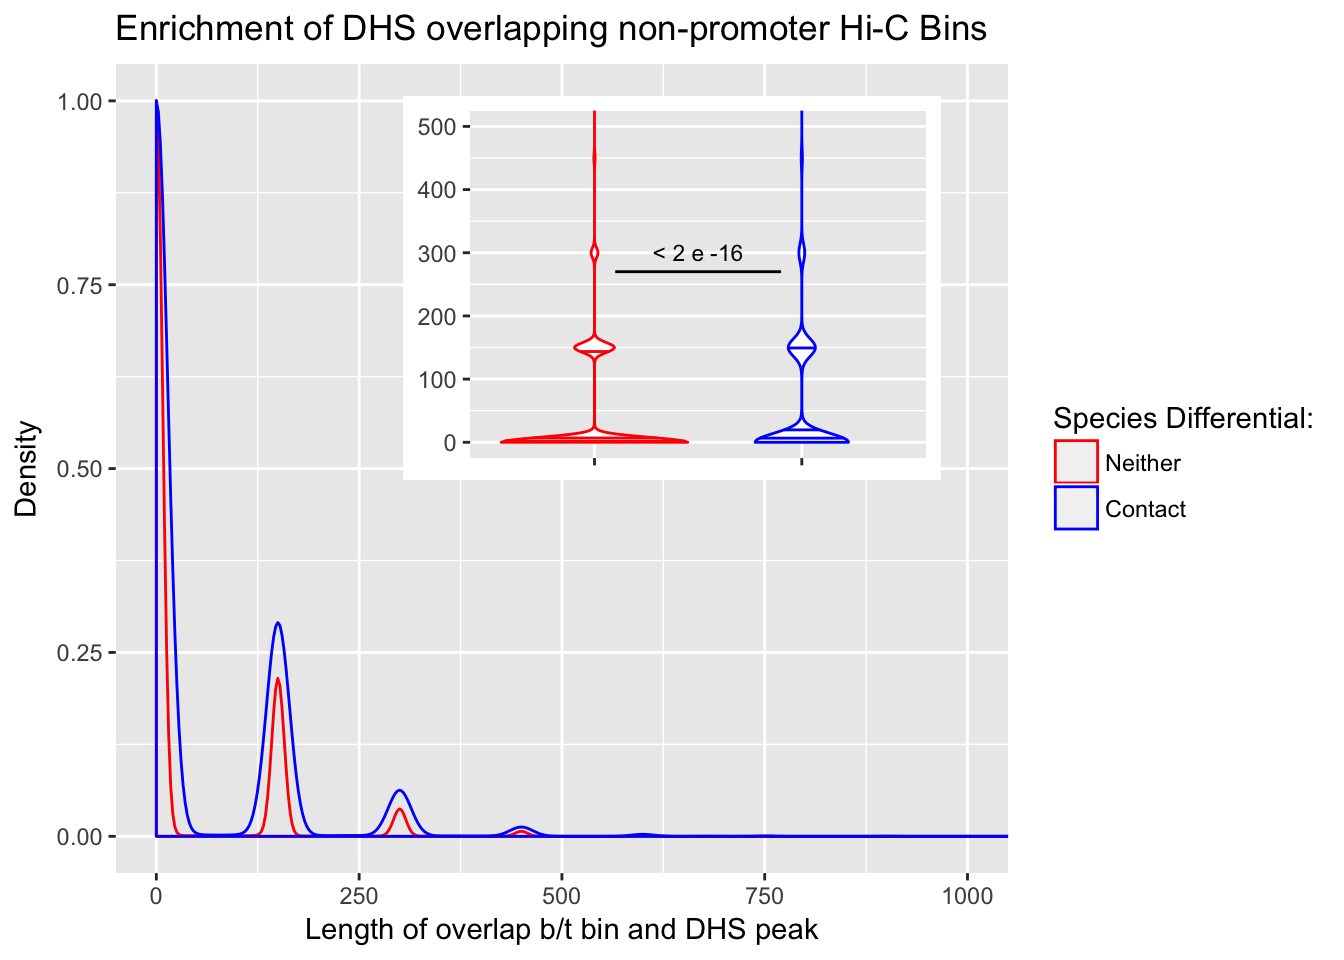 Enrichment of DHS overlapping non-promoter Hi-C Bins
1.00
0.75
0.50
0.25
0.00
Density
500
400
300
200
100
0
< 2 e -16
0
250
500
750
1000
Length of overlap b/t bin and DHS peak
Species Differential:
Neither
Contact